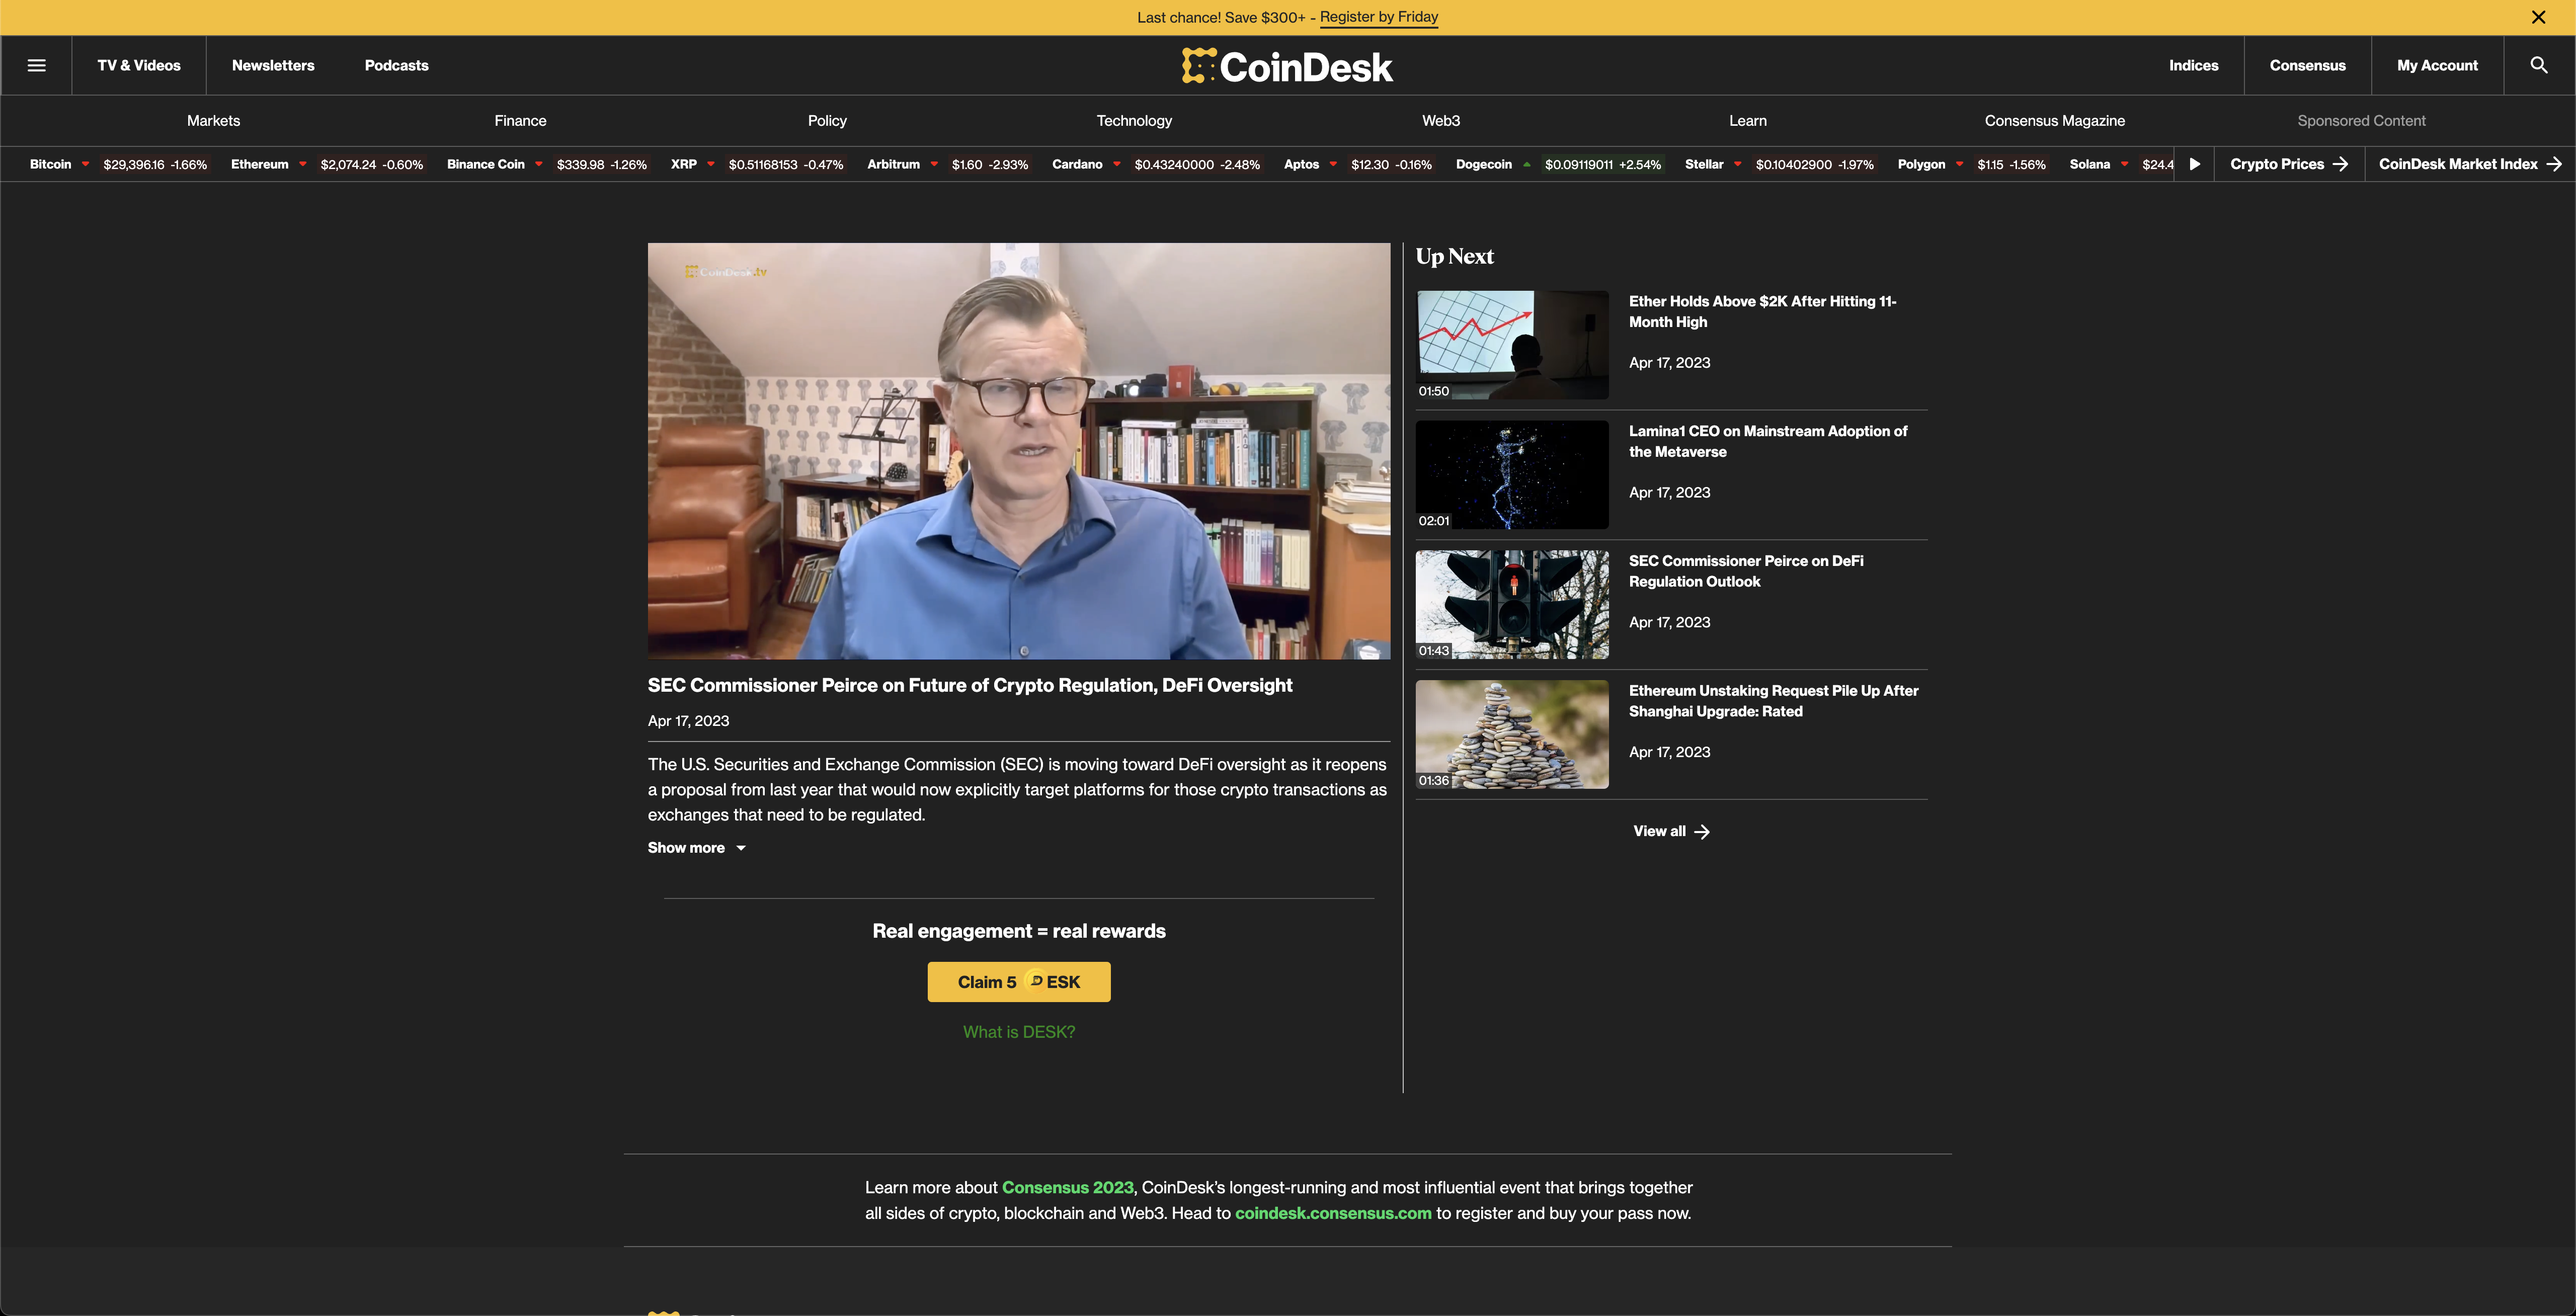 Last chance! Save $300+ - Register by Friday
TV & Videos
Newsletters
Podcasts
CoinDesk
Indices
Consensus
My Account
Markets
Finance
Policy
Technology
Web3
Learn
Consensus Magazine
Sponsored Content
Bitcoin $29,396.16 -1.66%
Ethereum $2,074.24 -0.60%
Binance Coin $339.98 -1.26%
XRP $0.51168153 -0.47%
Arbitrum $1.60 -2.93%
Cardano $0.43240000 -2.48%
Aptos $12.30 -0.16%
Dogecoin $0.09119011 +2.54%
Stellar $0.10402900 -1.97%
Polygon $1.15 -1.56%
Solana $24.4
Crypto Prices
CoinDesk Market Index
CoinDesk.tv
SEC Commissioner Peirce on Future of Crypto Regulation, DeFi Oversight
Apr 17, 2023
The U.S. Securities and Exchange Commission (SEC) is moving toward DeFi oversight as it reopens
a proposal from last year that would now explicitly target platforms for those crypto transactions as
exchanges that need to be regulated.
Show more
Real engagement = real rewards
Claim 5 DESK
What is DESK?
Up Next
01:50
Ether Holds Above $2K After Hitting 11-
Month High
Apr 17, 2023
02:01
Lamina1 CEO on Mainstream Adoption of
the Metaverse
Apr 17, 2023
01:43
SEC Commissioner Peirce on DeFi
Regulation Outlook
Apr 17, 2023
01:36
Ethereum Unstaking Request Pile Up After
Shanghai Upgrade: Rated
Apr 17, 2023
View all
Learn more about Consensus 2023, CoinDesk's longest-running and most influential event that brings together
all sides of crypto, blockchain and Web3. Head to coindesk.consensus.com to register and buy your pass now.